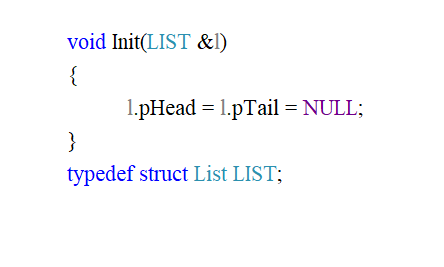 void Init(LIST &l)
{
l.pHead = l.pTail = NULL;
}
typedef struct List LIST;